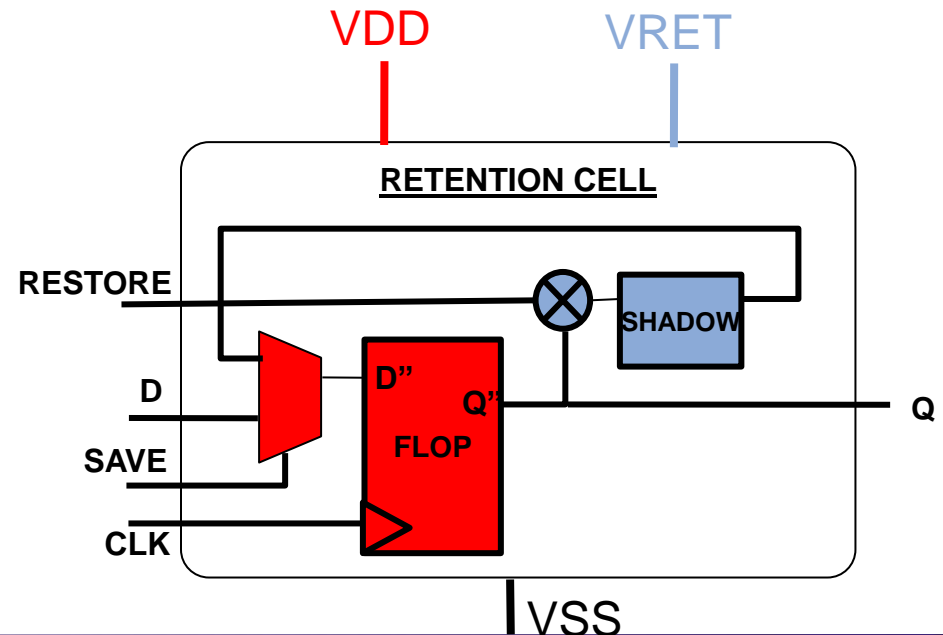 VDD
VRET
RETENTION CELL
RESTORE
SHADOW
D
D”
Q”
Q
FLOP
SAVE
CLK
VSS